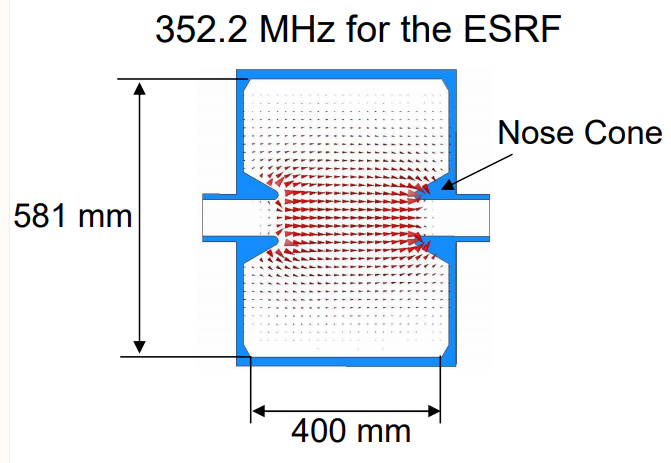 352.2 MHz for the ESRF
Nose Cone
581 mm
400 mm